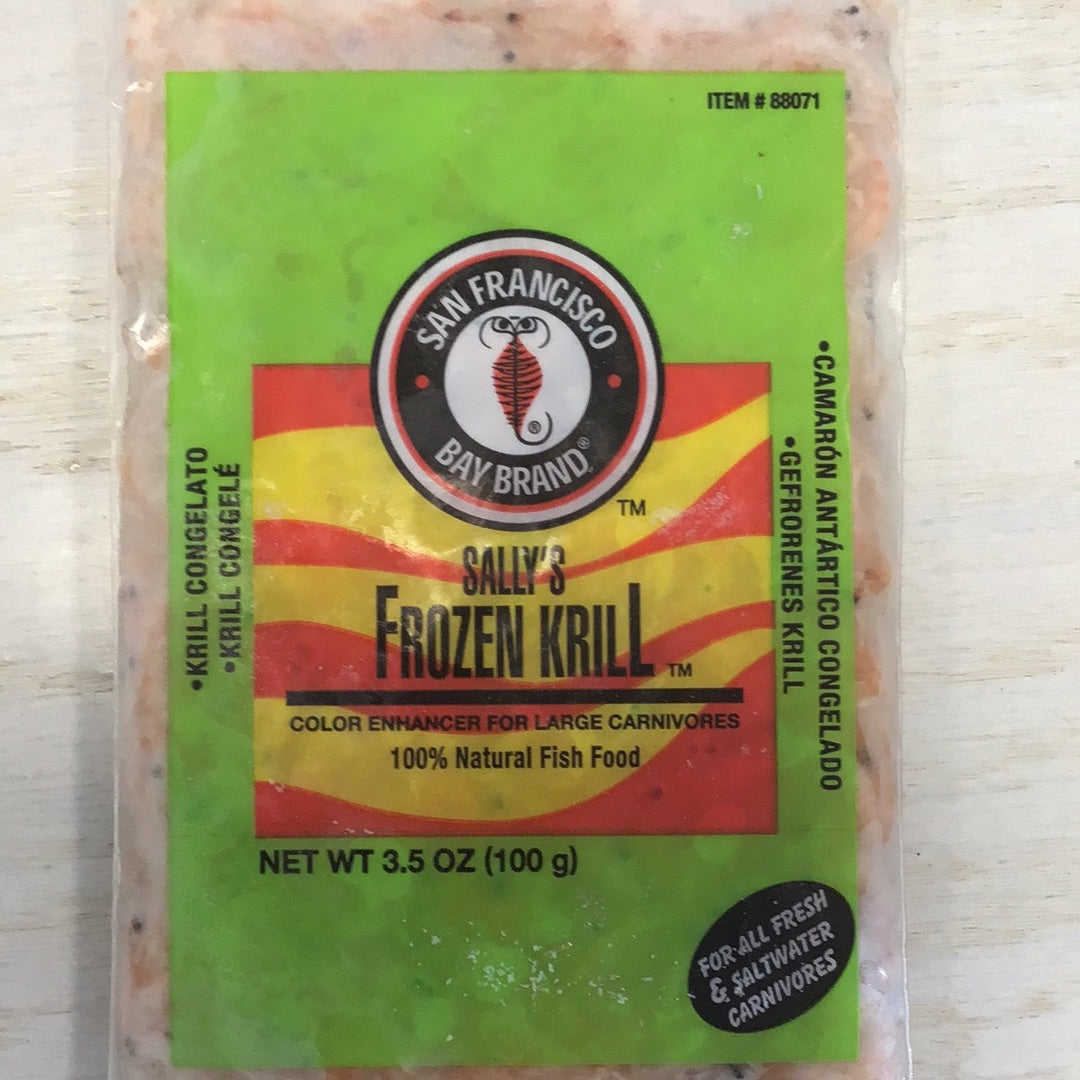 ITEM # 88071
SAN FRANCISCO
BAY BRAND®
®
TM
SALLY'S
FROZEN KRILL TM
COLOR ENHANCER FOR LARGE CARNIVORES
100% Natural Fish Food
•KRILL CONGELATO
•KRILL CONGELÉ
•CAMARÓN ANTÁRTICO CONGELADO
•GEFRORENES KRILL
NET WT 3.5 OZ (100 g)
FOR ALL FRESH
& SALTWATER
CARNIVORES